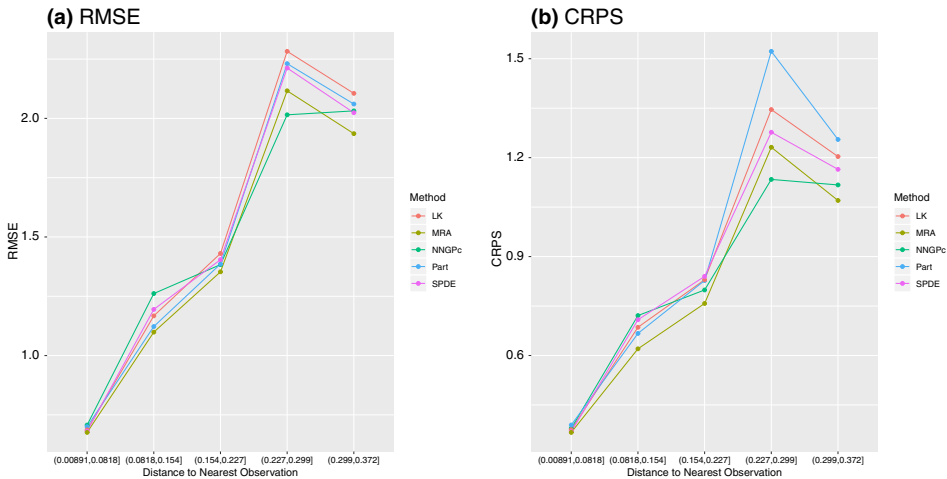 (a) RMSE
2.0
1.5
1.0
RMSE
(0.00891,0.0818]
(0.0818,0.154]
(0.154,0.227]
(0.227,0.299]
(0.299,0.372]
Distance to Nearest Observation
Method
LK
MRA
NNGPc
Part
SPDE
(b) CRPS
1.5
1.2
0.9
0.6
CRPS
(0.00891,0.0818]
(0.0818,0.154]
(0.154,0.227]
(0.227,0.299]
(0.299,0.372]
Distance to Nearest Observation
Method
LK
MRA
NNGPc
Part
SPDE